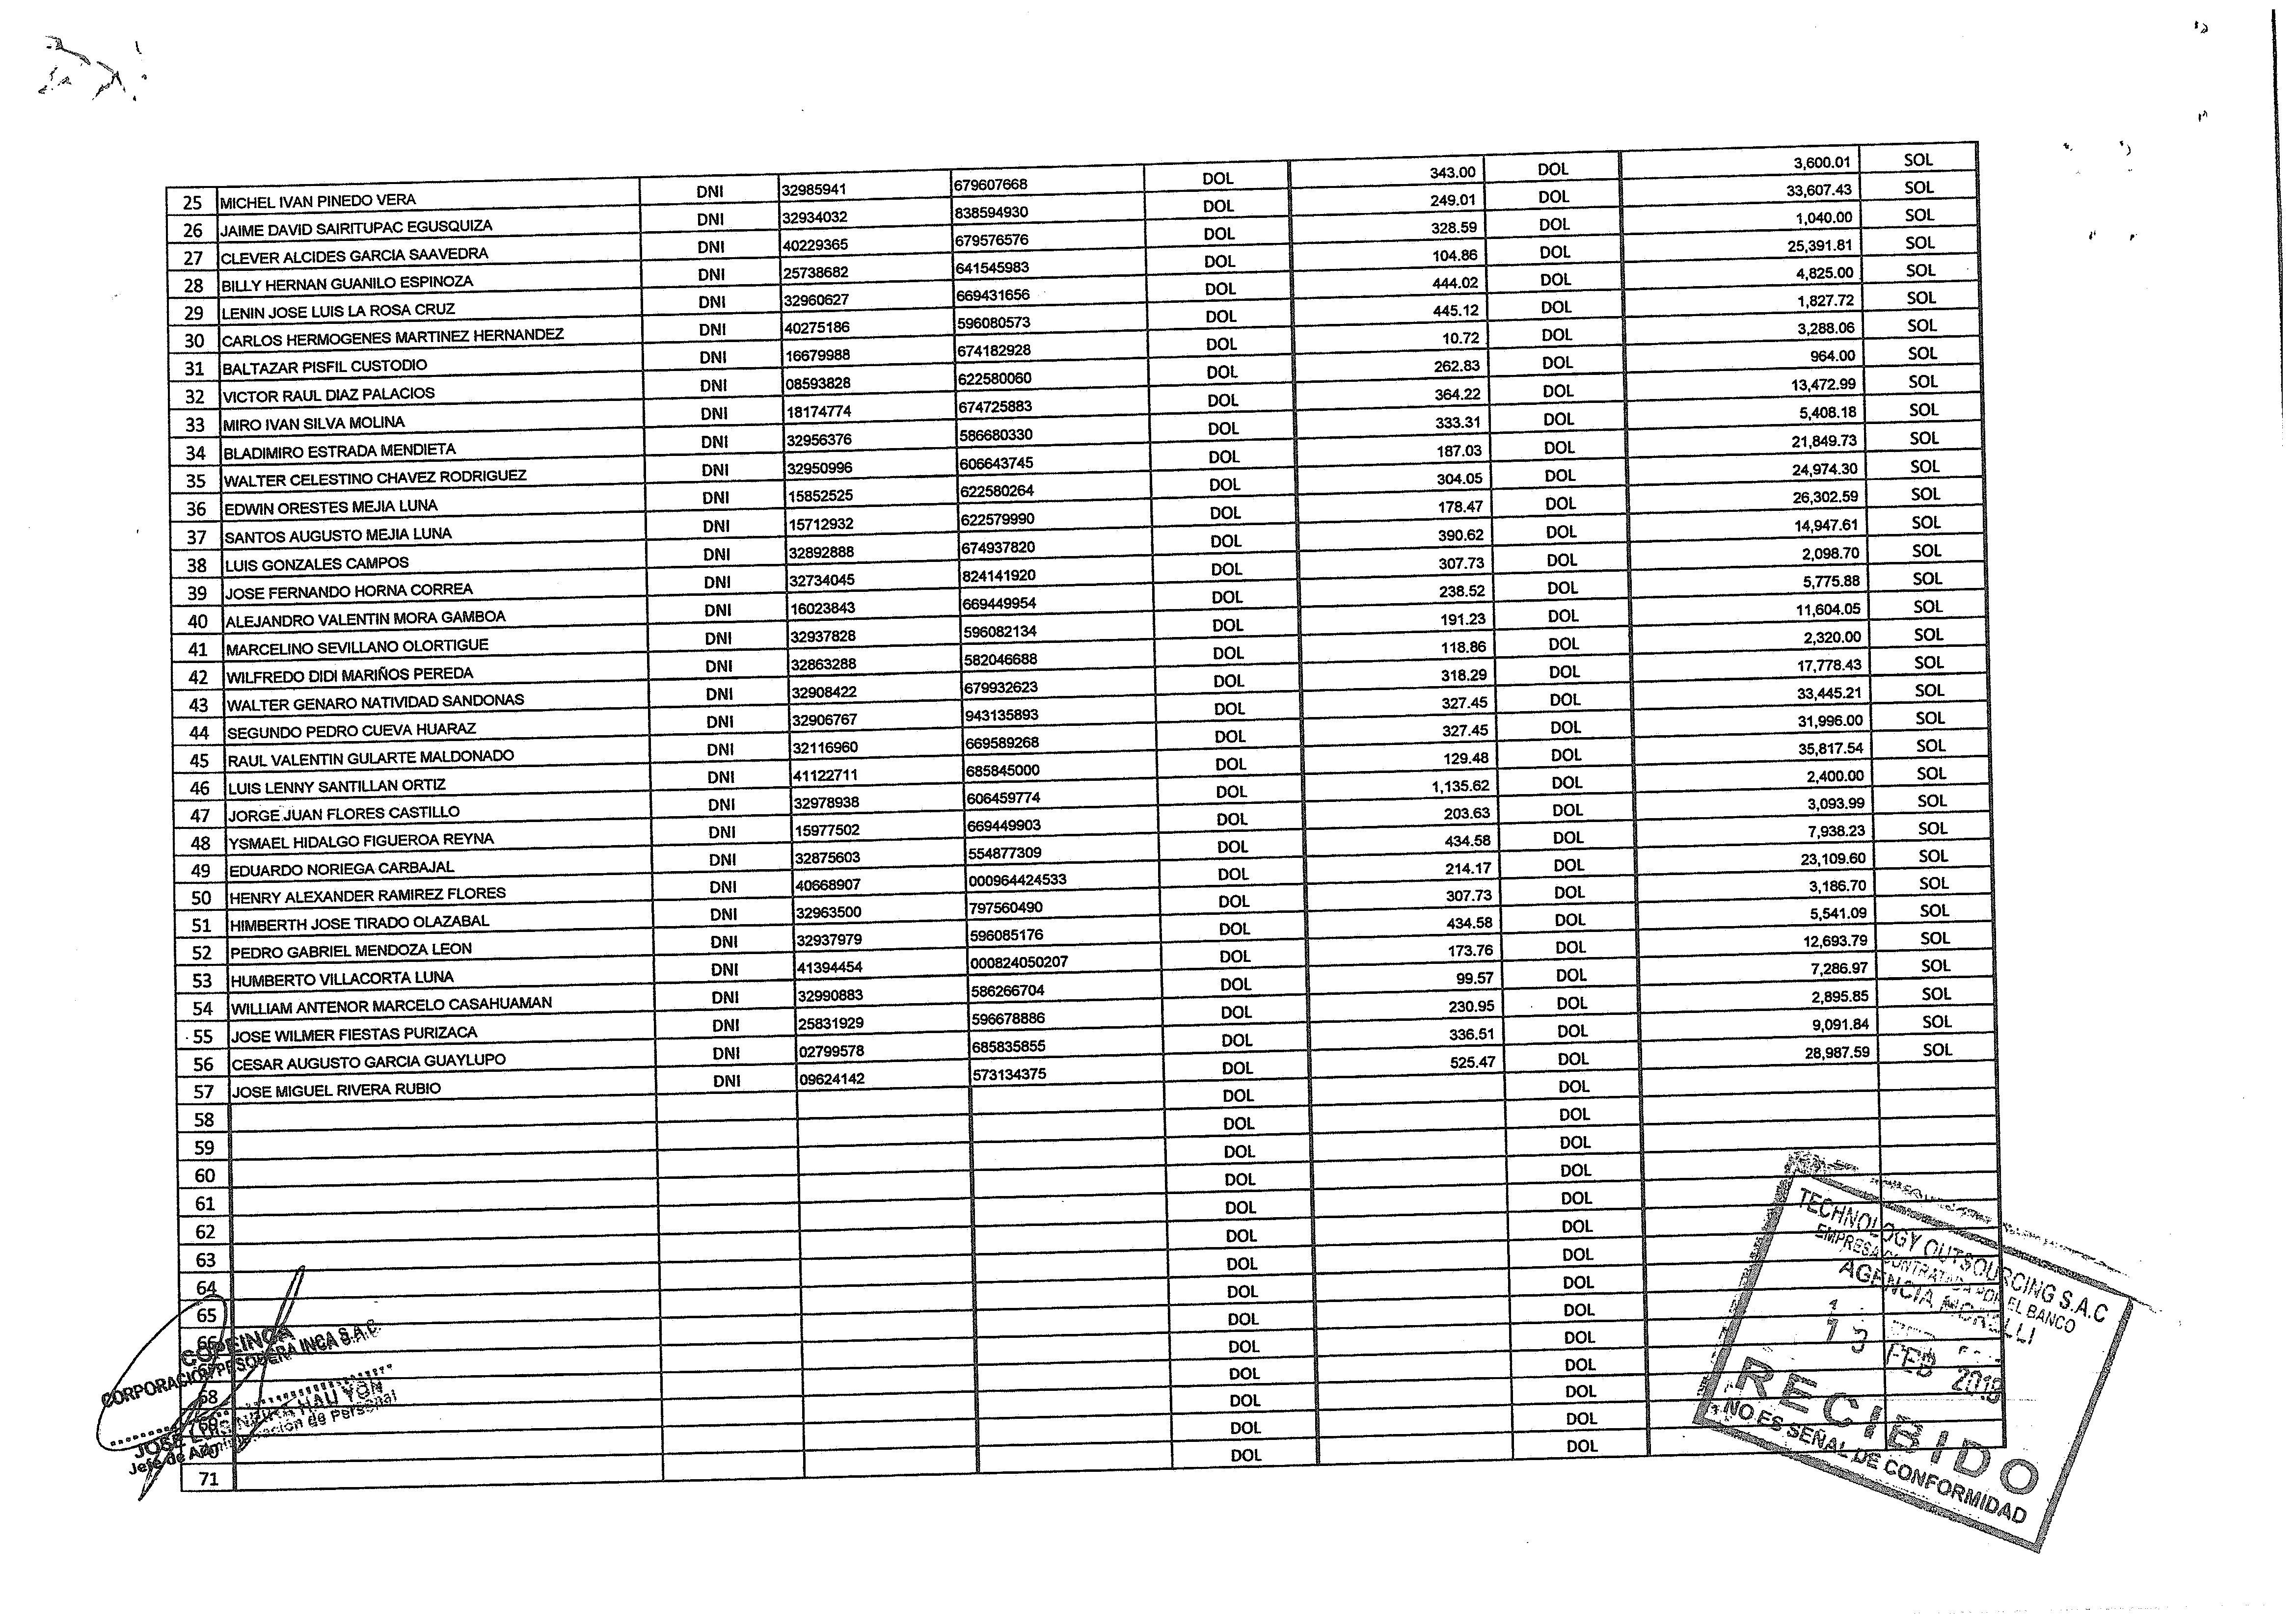 25 MICHEL IVAN PINEDO VERA DNI 32985941 679607668 DOL 343.00 DOL 3,600.01 SOL
26 JAIME DAVID SAIRITUPAC EGUSQUIZA DNI 32934032 838594930 DOL 249.01 DOL 33,607.43 SOL
27 CLEVER ALCIDES GARCIA SAAVEDRA DNI 40229365 679576576 DOL 328.59 DOL 1,040.00 SOL
28 BILLY HERNAN GUANILO ESPINOZA DNI 25738682 641545983 DOL 104.86 DOL 25,391.81 SOL
29 LENIN JOSE LUIS LA ROSA CRUZ DNI 32960627 669431656 DOL 444.02 DOL 4,825.00 SOL
30 CARLOS HERMOGENES MARTINEZ HERNANDEZ DNI 40275186 596080573 DOL 445.12 DOL 1,827.72 SOL
31 BALTAZAR PISFIL CUSTODIO DNI 16679988 674182928 DOL 10.72 DOL 3,288.06 SOL
32 VICTOR RAUL DIAZ PALACIOS DNI 08593828 622580060 DOL 262.83 DOL 964.00 SOL
33 MIRO IVAN SILVA MOLINA DNI 18174774 674725883 DOL 364.22 DOL 13,472.99 SOL
34 BLADIMIRO ESTRADA MENDIETA DNI 32956376 586680330 DOL 333.31 DOL 5,408.18 SOL
35 WALTER CELESTINO CHAVEZ RODRIGUEZ DNI 32950996 606643745 DOL 187.03 DOL 21,849.73 SOL
36 EDWIN ORESTES MEJIA LUNA DNI 15852525 622580264 DOL 304.05 DOL 24,974.30 SOL
37 SANTOS AUGUSTO MEJIA LUNA DNI 15712932 622579990 DOL 178.47 DOL 26,302.59 SOL
38 LUIS GONZALES CAMPOS DNI 32892888 674937820 DOL 390.62 DOL 14,947.61 SOL
39 JOSE FERNANDO HORNA CORREA DNI 32734045 824141920 DOL 307.73 DOL 2,098.70 SOL
40 ALEJANDRO VALENTIN MORA GAMBOA DNI 16023843 669449954 DOL 238.52 DOL 5,775.88 SOL
41 MARCELINO SEVILLANO OLORTIGUE DNI 32937828 596082134 DOL 191.23 DOL 11,604.05 SOL
42 WILFREDO DIDI MARIÑOS PEREDA DNI 32863288 582046688 DOL 118.86 DOL 2,320.00 SOL
43 WALTER GENARO NATIVIDAD SANDONAS DNI 32908422 679932623 DOL 318.29 DOL 17,778.43 SOL
44 SEGUNDO PEDRO CUEVA HUARAZ DNI 32906767 943135893 DOL 327.45 DOL 33,445.21 SOL
45 RAUL VALENTIN GULARTE MALDONADO DNI 32116960 669589268 DOL 327.45 DOL 31,996.00 SOL
46 LUIS LENNY SANTILLAN ORTIZ DNI 41122711 685845000 DOL 129.48 DOL 35,817.54 SOL
47 JORGE JUAN FLORES CASTILLO DNI 32978938 606459774 DOL 1,135.62 DOL 2,400.00 SOL
48 YSMAEL HIDALGO FIGUEROA REYNA DNI 15977502 669449903 DOL 203.63 DOL 3,093.99 SOL
49 EDUARDO NORIEGA CARBAJAL DNI 32875603 554877309 DOL 434.58 DOL 7,938.23 SOL
50 HENRY ALEXANDER RAMIREZ FLORES DNI 40668907 000964424533 DOL 214.17 DOL 23,109.60 SOL
51 HIMBERTH JOSE TIRADO OLAZABAL DNI 32963500 797560490 DOL 307.73 DOL 3,186.70 SOL
52 PEDRO GABRIEL MENDOZA LEON DNI 32937979 596085176 DOL 434.58 DOL 5,541.09 SOL
53 HUMBERTO VILLACORTA LUNA DNI 41394454 000824050207 DOL 173.76 DOL 12,693.79 SOL
54 WILLIAM ANTENOR MARCELO CASAHUAMAN DNI 32990883 586266704 DOL 99.57 DOL 7,286.97 SOL
55 JOSE WILMER FIESTAS PURIZACA DNI 25831929 596678886 DOL 230.95 DOL 2,895.85 SOL
56 CESAR AUGUSTO GARCIA GUAYLUPO DNI 02799578 685835855 DOL 336.51 DOL 9,091.84 SOL
57 JOSE MIGUEL RIVERA RUBIO DNI 09624142 573134375 DOL 525.47 DOL 28,987.59 SOL
58 DOL DOL
59 DOL DOL
60 DOL DOL
61 DOL DOL
62 DOL DOL
63 DOL DOL
64 DOL DOL
65 DOL DOL
66 DOL DOL
DOL DOL
68 DOL DOL
69 DOL DOL
70 DOL DOL
71 DOL DOL
COPEINCA
CORPORACION PESQUERA INCA S.A.C.
JOSE LUIS NEIRA HAU YON
Jefe de Administración de Personal
TECHNOLOGY OUTSOURCING S.A.C
EMPRESA CONTRATADA POR EL BANCO
AGENCIA MORELLI
FEB
RECIBIDO
NO ES SEÑAL DE CONFORMIDAD